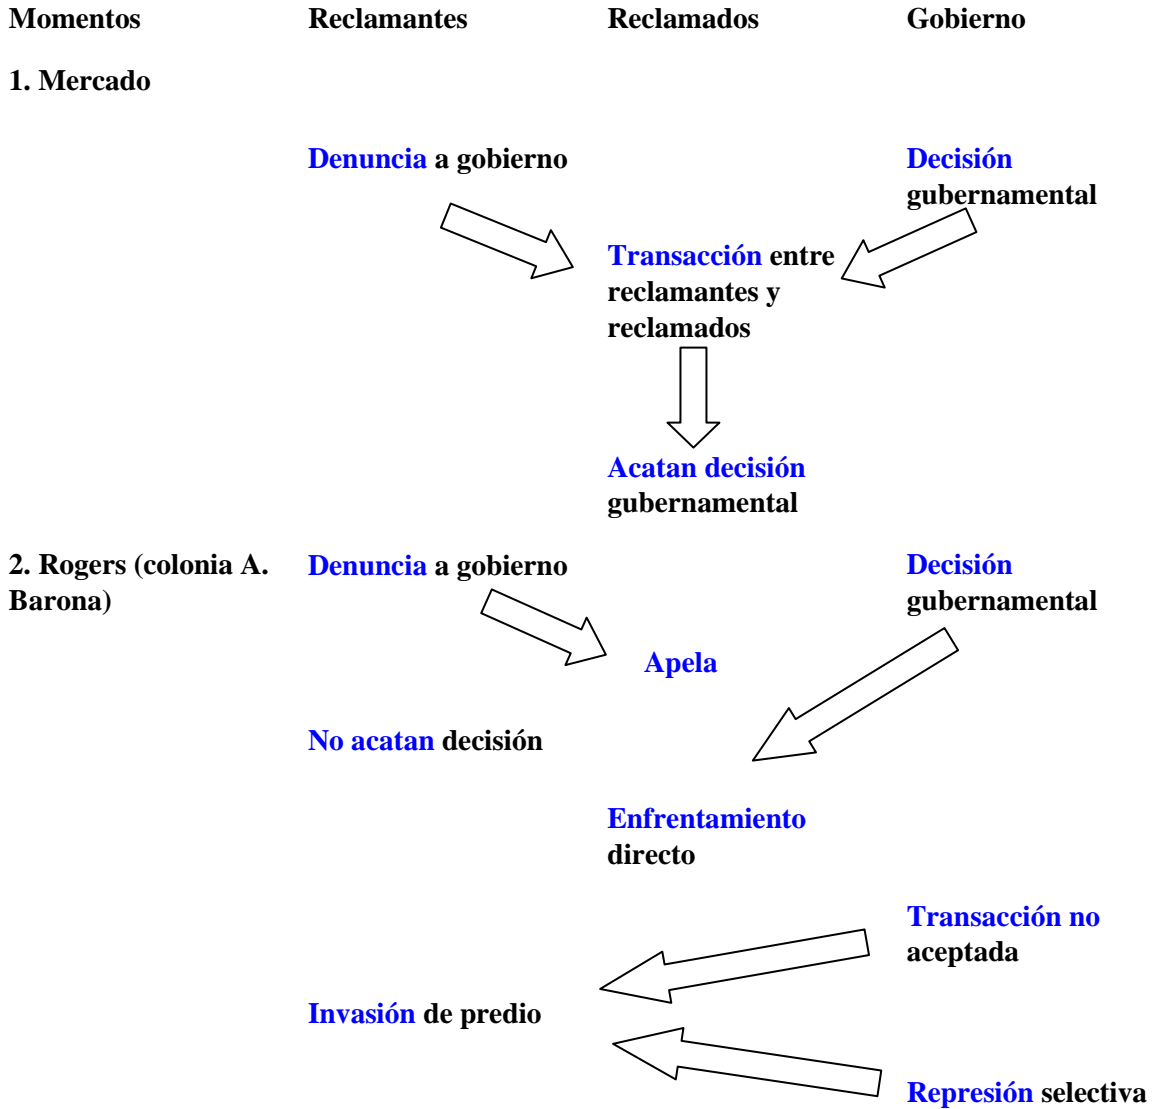 Momentos Reclamantes Reclamados Gobierno
1. Mercado
Denuncia a gobierno
Decisión
gubernamental
Transacción entre
reclamantes y
reclamados
Acatan decisión
gubernamental
2. Rogers (colonia A.
Barona)
Denuncia a gobierno
Decisión
gubernamental
Apela
No acatan decisión
Enfrentamiento
directo
Transacción no
aceptada
Invasión de predio
Represión selectiva